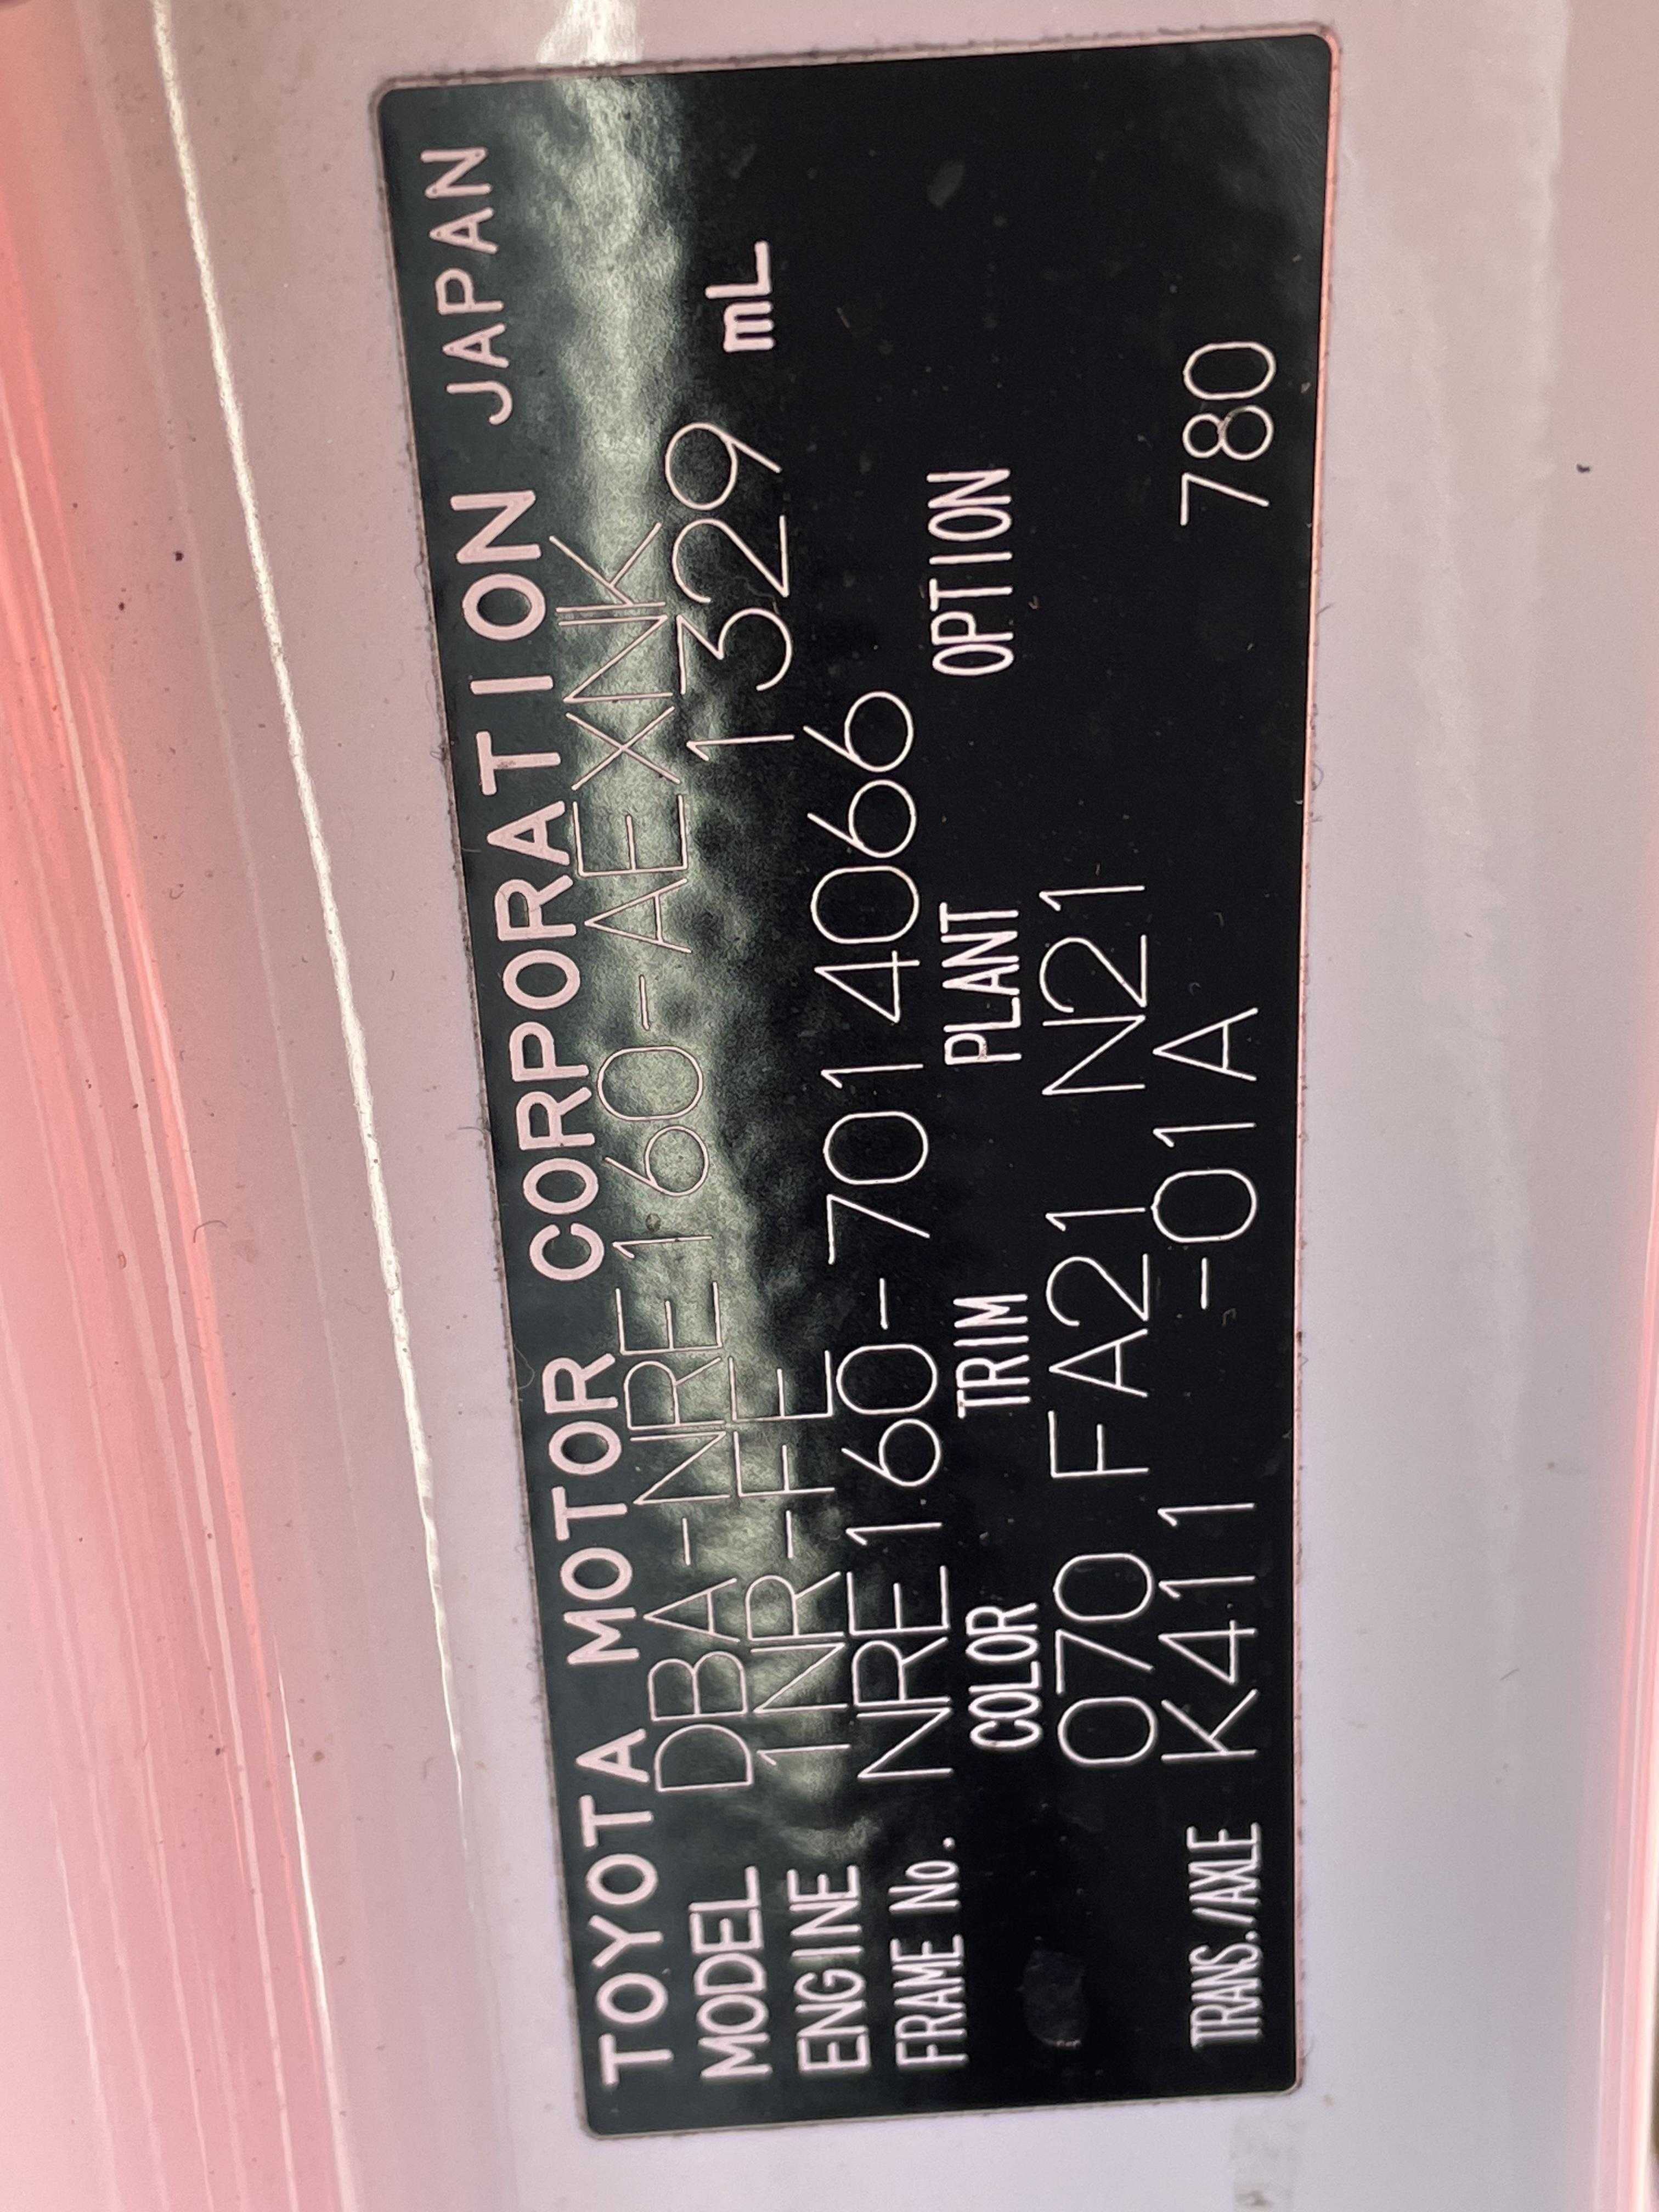 TOYOTA MOTOR CORPORATION JAPAN
MODEL DBA-NRE160-AEXNK
ENGINE 1NR-FE 1329 mL
FRAME No. NRE160-7014066
COLOR TRIM PLANT OPTION
070 FA21 N21
TRANS./AXLE K411 -01A 780